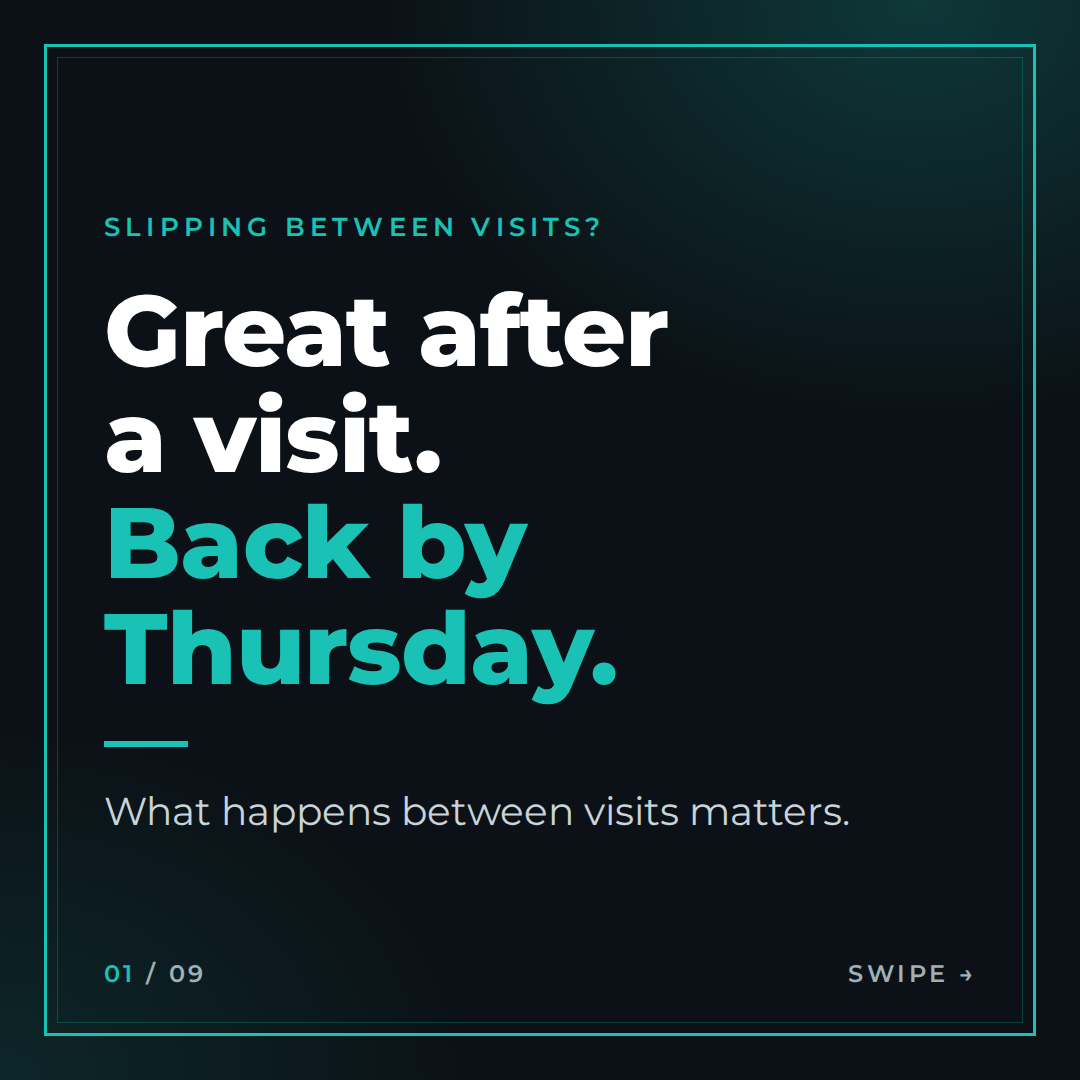 SLIPPING BETWEEN VISITS?
Great after
a visit.
Back by
Thursday.
What happens between visits matters.
01 / 09
SWIPE →